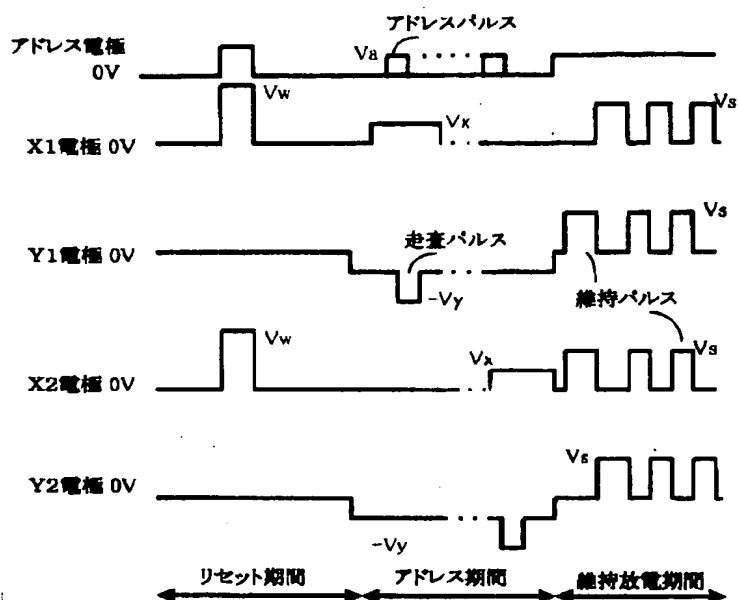 アドレスパルス
アドレス電極
0V
Va
Vw
Vx
Vs
X1電極 0V
Vs
走査パルス
Y1電極 0V
-Vy
維持パルス
Vw
Vx
Vs
X2電極 0V
Vs
Y2電極 0V
-Vy
リセット期間
アドレス期間
維持放電期間